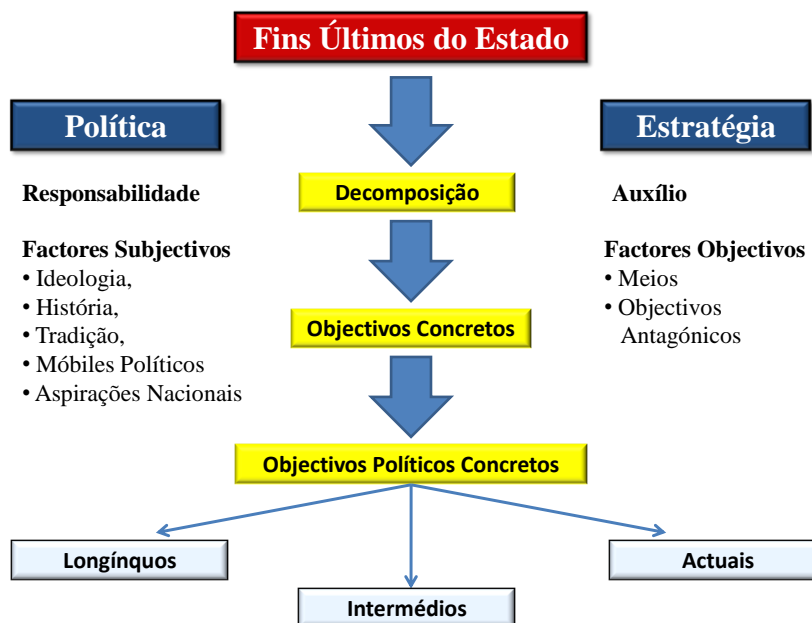 Fins Últimos do Estado
Política
Estratégia
Responsabilidade
Decomposição
Auxílio
Factores Subjectivos
• Ideologia,
• História,
• Tradição,
• Móbiles Políticos
• Aspirações Nacionais
Factores Objectivos
• Meios
• Objectivos
Antagónicos
Objectivos Concretos
Objectivos Políticos Concretos
Longínquos
Intermédios
Actuais